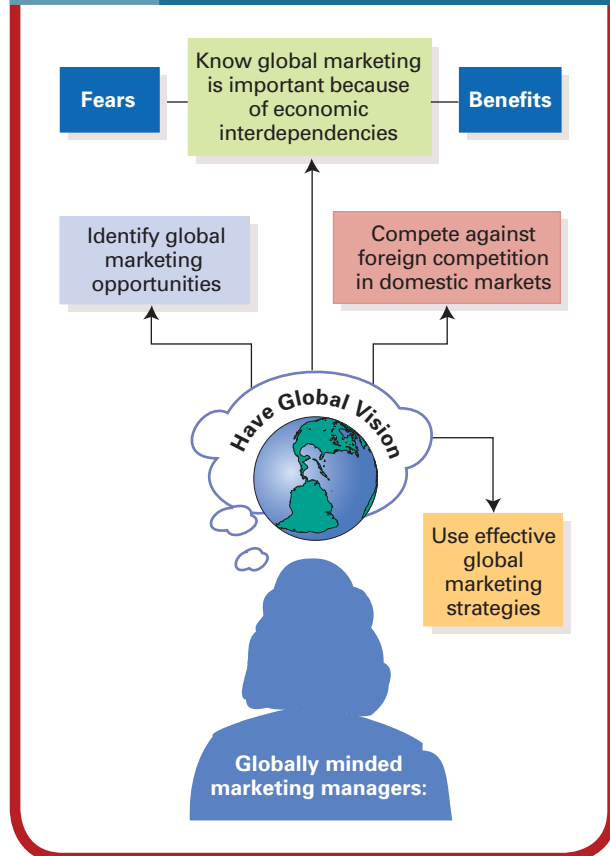 Fears
Know global marketing
is important because
of economic
interdependencies
Benefits
Identify global
marketing
opportunities
Compete against
foreign competition
in domestic markets
Have Global Vision
Use effective
global
marketing
strategies
Globally minded
marketing managers: